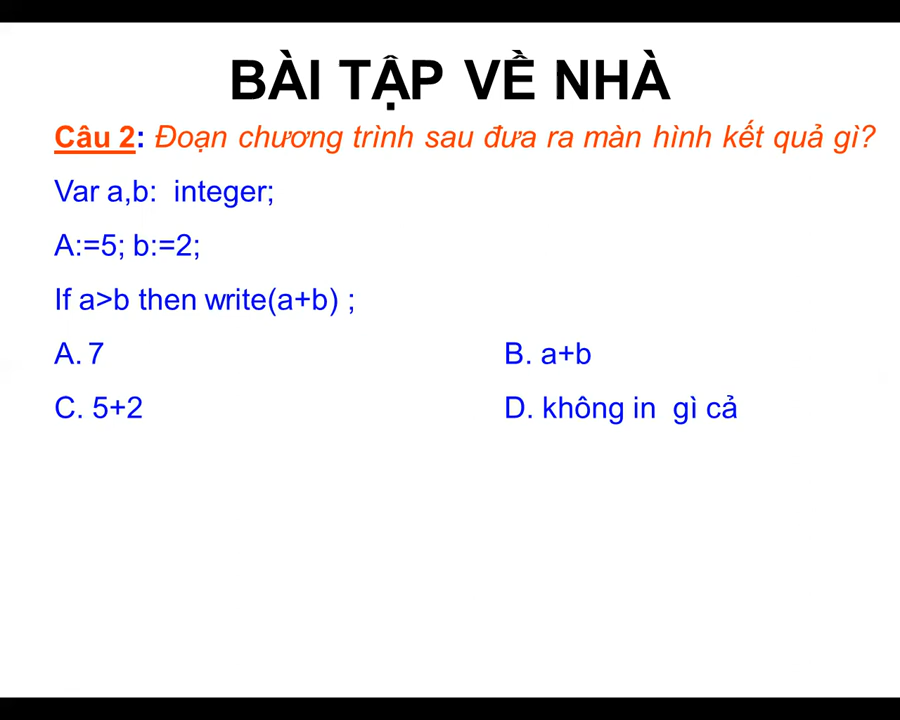 BÀI TẬP VỀ NHÀ
Câu 2: Đoạn chương trình sau đưa ra màn hình kết quả gì?
Var a,b: integer;
A:=5; b:=2;
If a>b then write(a+b) ;
A. 7 B. a+b
C. 5+2 D. không in gì cả